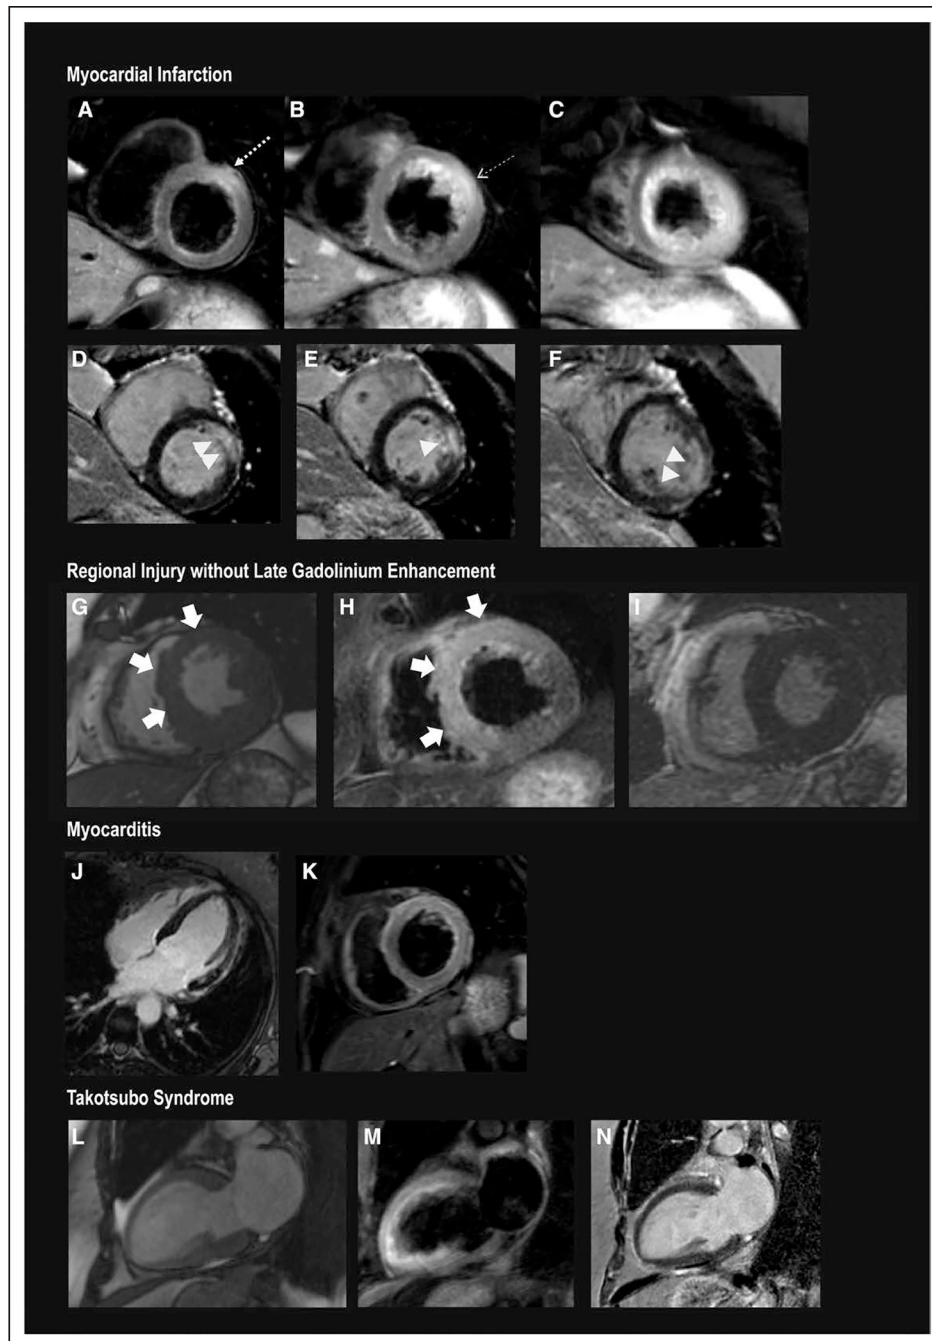 Myocardial Infarction
A B C
D E F
Regional Injury without Late Gadolinium Enhancement
G H I
Myocarditis
J K
Takotsubo Syndrome
L M N